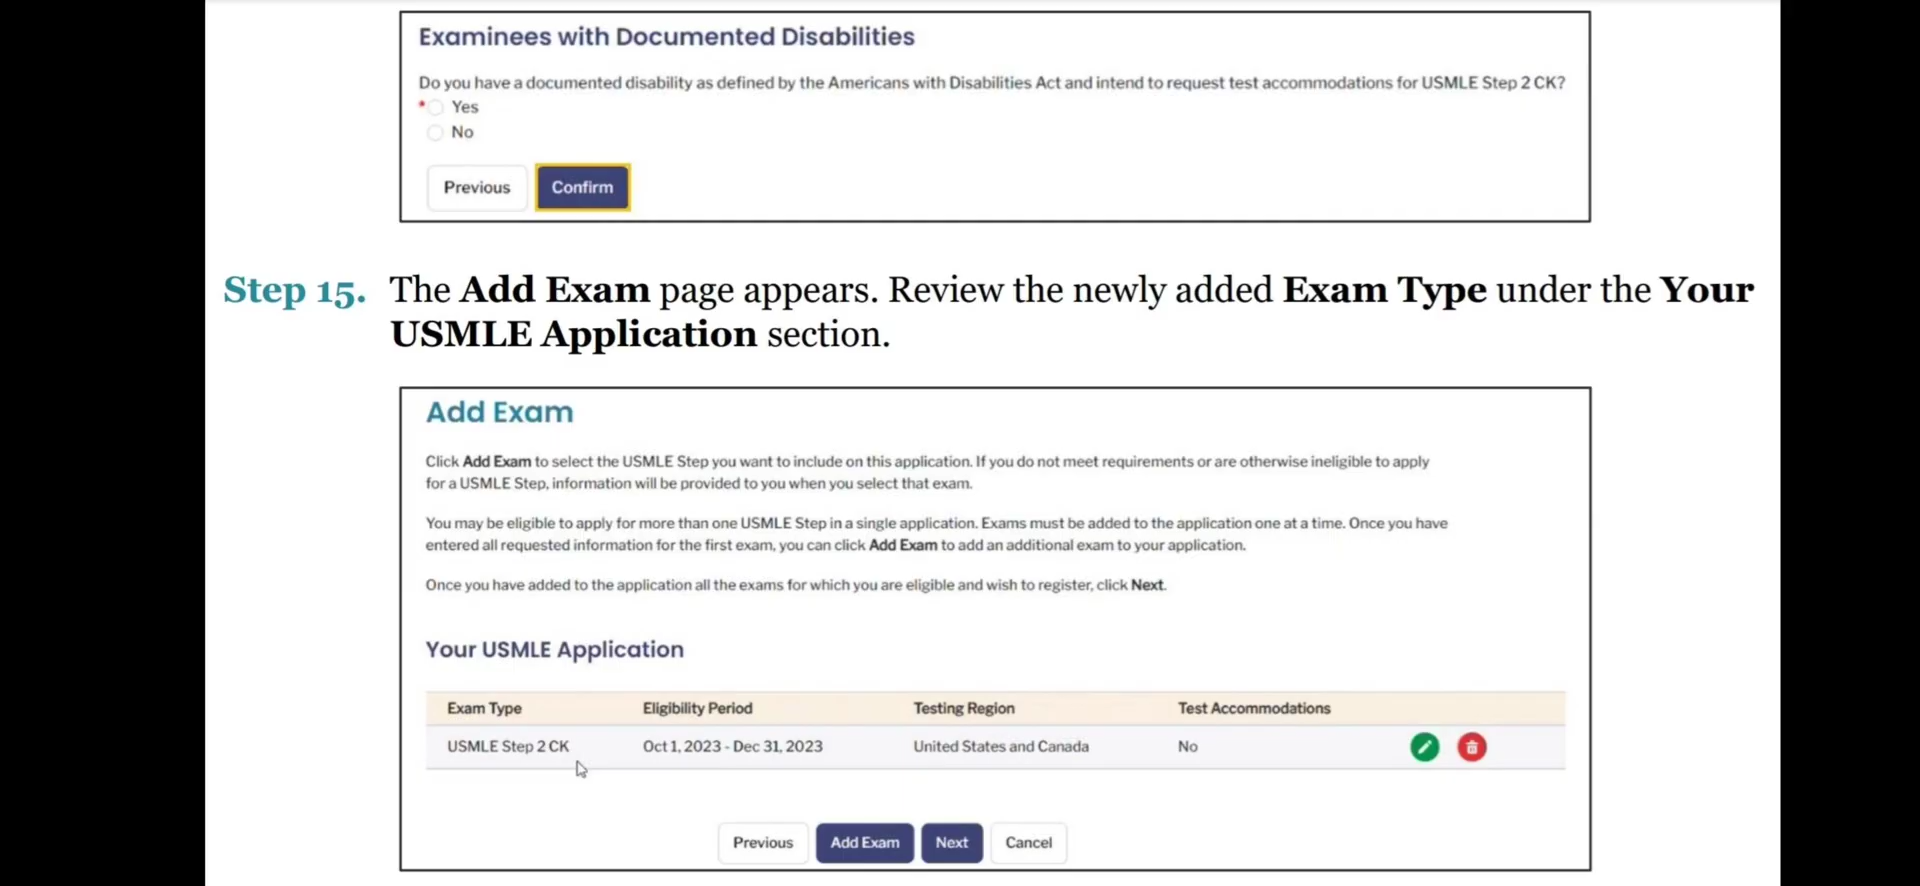 Examinees with Documented Disabilities
Do you have a documented disability as defined by the Americans with Disabilities Act and intend to request test accommodations for USMLE Step 2 CK?
* Yes
No
Previous Confirm
Step 15. The Add Exam page appears. Review the newly added Exam Type under the Your
USMLE Application section.
Add Exam
Click Add Exam to select the USMLE Step you want to include on this application. If you do not meet requirements or are otherwise ineligible to apply
for a USMLE Step, information will be provided to you when you select that exam.
You may be eligible to apply for more than one USMLE Step in a single application. Exams must be added to the application one at a time. Once you have
entered all requested information for the first exam, you can click Add Exam to add an additional exam to your application.
Once you have added to the application all the exams for which you are eligible and wish to register, click Next.
Your USMLE Application
Exam Type Eligibility Period Testing Region Test Accommodations
USMLE Step 2 CK Oct 1, 2023 - Dec 31, 2023 United States and Canada No
Previous Add Exam Next Cancel